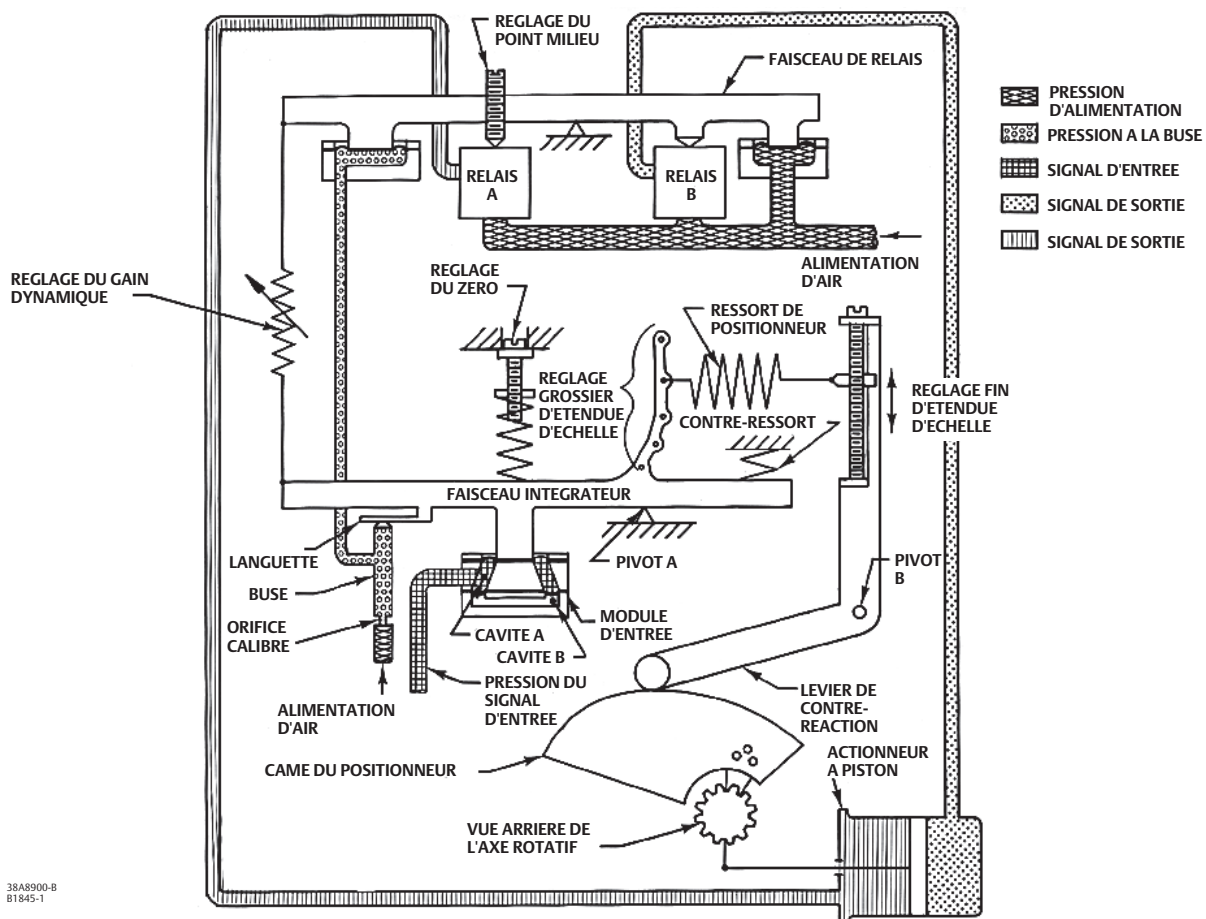 REGLAGE DU
POINT MILIEU
FAISCEAU DE RELAIS
PRESSION
D'ALIMENTATION
PRESSION A LA BUSE
SIGNAL D'ENTREE
SIGNAL DE SORTIE
SIGNAL DE SORTIE
RELAIS
A
RELAIS
B
ALIMENTATION
D'AIR
REGLAGE DU GAIN
DYNAMIQUE
REGLAGE
DU ZERO
RESSORT DE
POSITIONNEUR
REGLAGE
GROSSIER
D'ETENDUE
D'ECHELLE
CONTRE-RESSORT
REGLAGE FIN
D'ETENDUE
D'ECHELLE
FAISCEAU INTEGRATEUR
LANGUETTE
BUSE
ORIFICE
CALIBRE
ALIMENTATION
D'AIR
PIVOT A
PIVOT
B
CAVITE A
CAVITE B
MODULE
D'ENTREE
PRESSION DU
SIGNAL
D'ENTREE
LEVIER DE
CONTRE-
REACTION
CAME DU POSITIONNEUR
ACTIONNEUR
A PISTON
VUE ARRIERE DE
L'AXE ROTATIF
38A8900-B
B1845-1